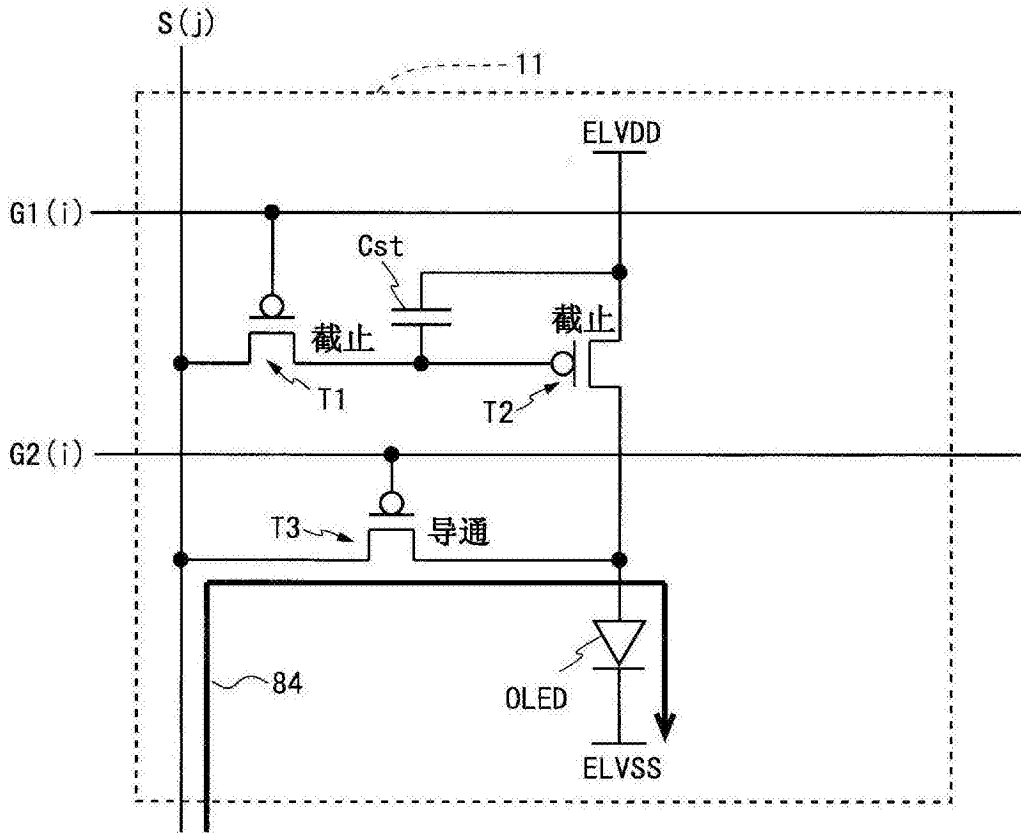 S(j)
11
ELVDD
G1(i)
Cst
截止
截止
T1
T2
G2(i)
T3
导通
84
OLED
ELVSS